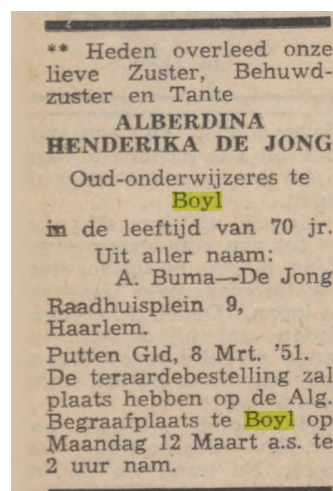 ** Heden overleed onze
lieve Zuster, Behuwd-
zuster en Tante
ALBERDINA
HENDERIKA DE JONG
Oud-onderwijzeres te
Boyl
in de leeftijd van 70 jr.
Uit aller naam:
A. Buma—De Jong
Raadhuisplein 9,
Haarlem.
Putten Gld, 8 Mrt. '51.
De teraardebestelling zal
plaats hebben op de Alg.
Begraafplaats te Boyl op
Maandag 12 Maart a.s. te
2 uur nam.